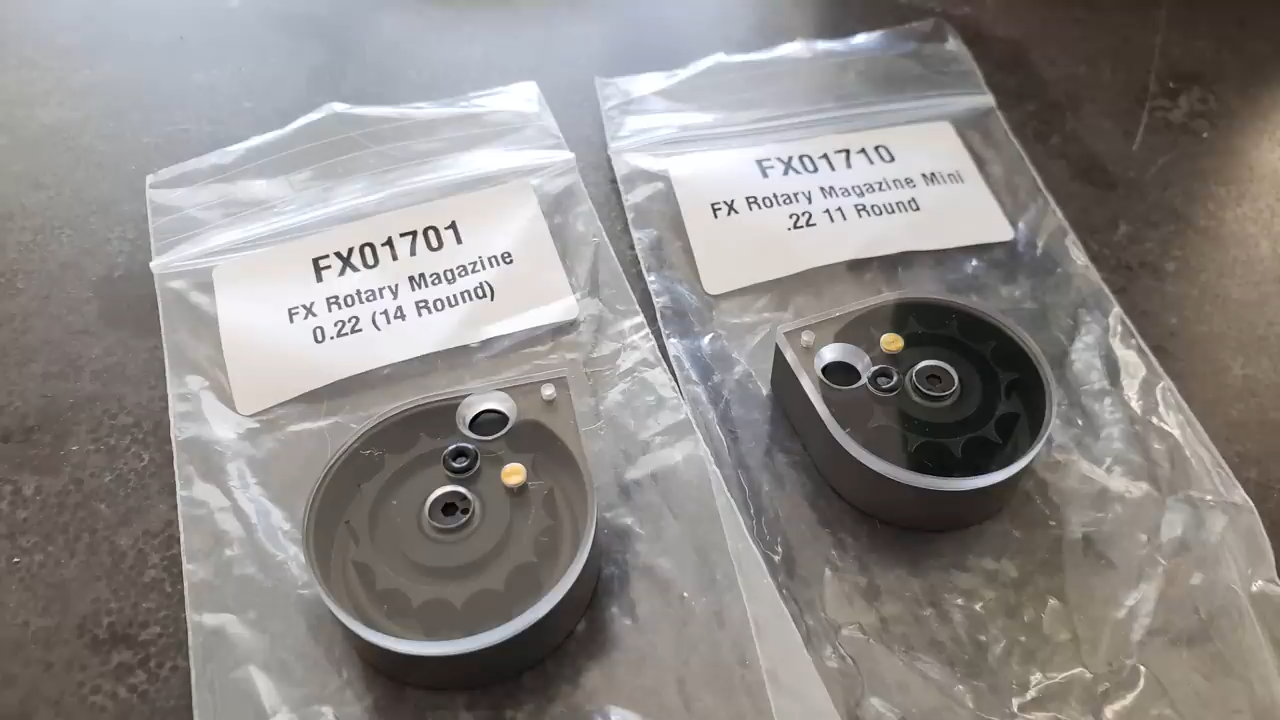 FX01701
FX Rotary Magazine
0.22 (14 Round)
FX01710
FX Rotary Magazine Mini
.22 11 Round